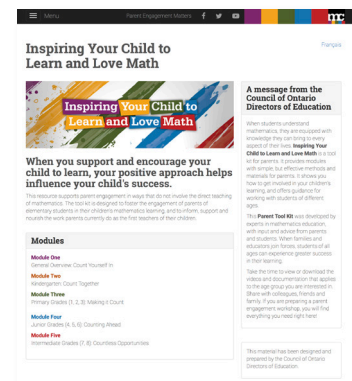 Menu
Parent Engagement Matters
mc
Inspiring Your Child to
Learn and Love Math
Français
Inspiring Your Child to
Learn and Love Math
When you support and encourage your
child to learn, your positive approach helps
influence your child's success.
This resource supports parent engagement in ways that do not involve the direct teaching
of mathematics. The tool kit is designed to foster the engagement of parents of
elementary students in their children's mathematics learning, and to inform, support and
nourish the work parents currently do as the first teachers of their children.
Modules
Module One
General Overview: Count Yourself In
Module Two
Kindergarten: Count Together
Module Three
Primary Grades (1, 2, 3): Making it Count
Module Four
Junior Grades (4, 5, 6): Counting Ahead
Module Five
Intermediate Grades (7, 8): Countless Opportunities
A message from the
Council of Ontario
Directors of Education
When students understand
mathematics, they are equipped with
knowledge they can bring to every
aspect of their lives. Inspiring Your
Child to Learn and Love Math is a tool
kit for parents. It provides modules
with simple, but effective methods and
materials for parents. It shows you
how to get involved in your children's
learning, and offers guidance for
working with students of different
ages.
This Parent Tool Kit was developed by
experts in mathematics education,
with input and advice from parents
and students. When families and
educators join forces, students of all
ages can experience greater success
in their learning.
Take the time to view or download the
videos and documentation that applies
to the age group you are interested in.
Share with colleagues, friends and
family. If you are preparing a parent
engagement workshop, you will find
everything you need right here!
This material has been designed and
prepared by the Council of Ontario
Directors of Education.